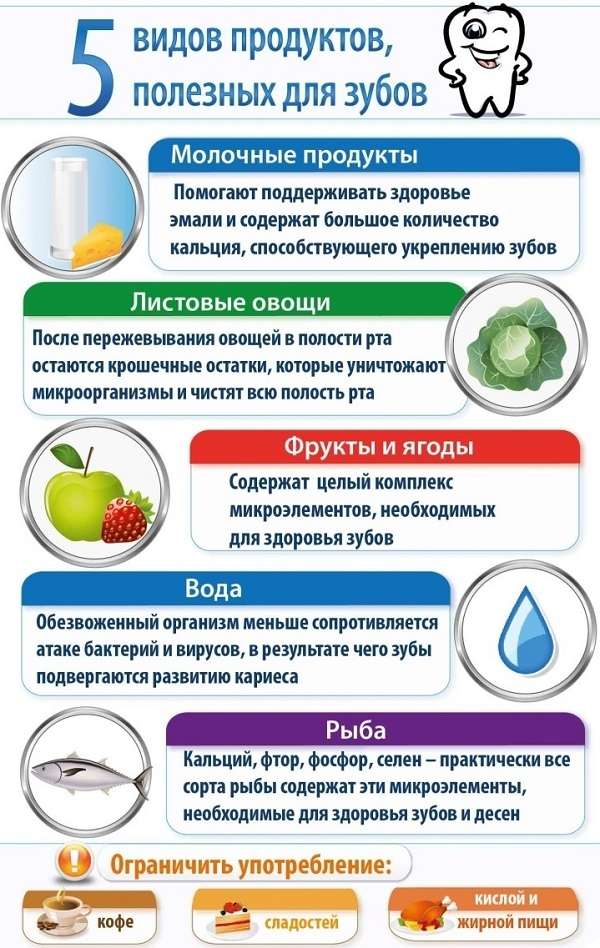 5 видов продуктов,
полезных для зубов
Молочные продукты
Помогают поддерживать здоровье
эмали и содержат большое количество
кальция, способствующего укреплению зубов
Листовые овощи
После пережевывания овощей в полости рта
остаются крошечные остатки, которые уничтожают
микроорганизмы и чистят всю полость рта
Фрукты и ягоды
Содержат целый комплекс
микроэлементов, необходимых
для здоровья зубов
Вода
Обезвоженный организм меньше сопротивляется
атаке бактерий и вирусов, в результате чего зубы
подвергаются развитию кариеса
Рыба
Кальций, фтор, фосфор, селен – практически все
сорта рыбы содержат эти микроэлементы,
необходимые для здоровья зубов и десен
! Ограничить употребление:
кофе
сладостей
кислой и
жирной пищи